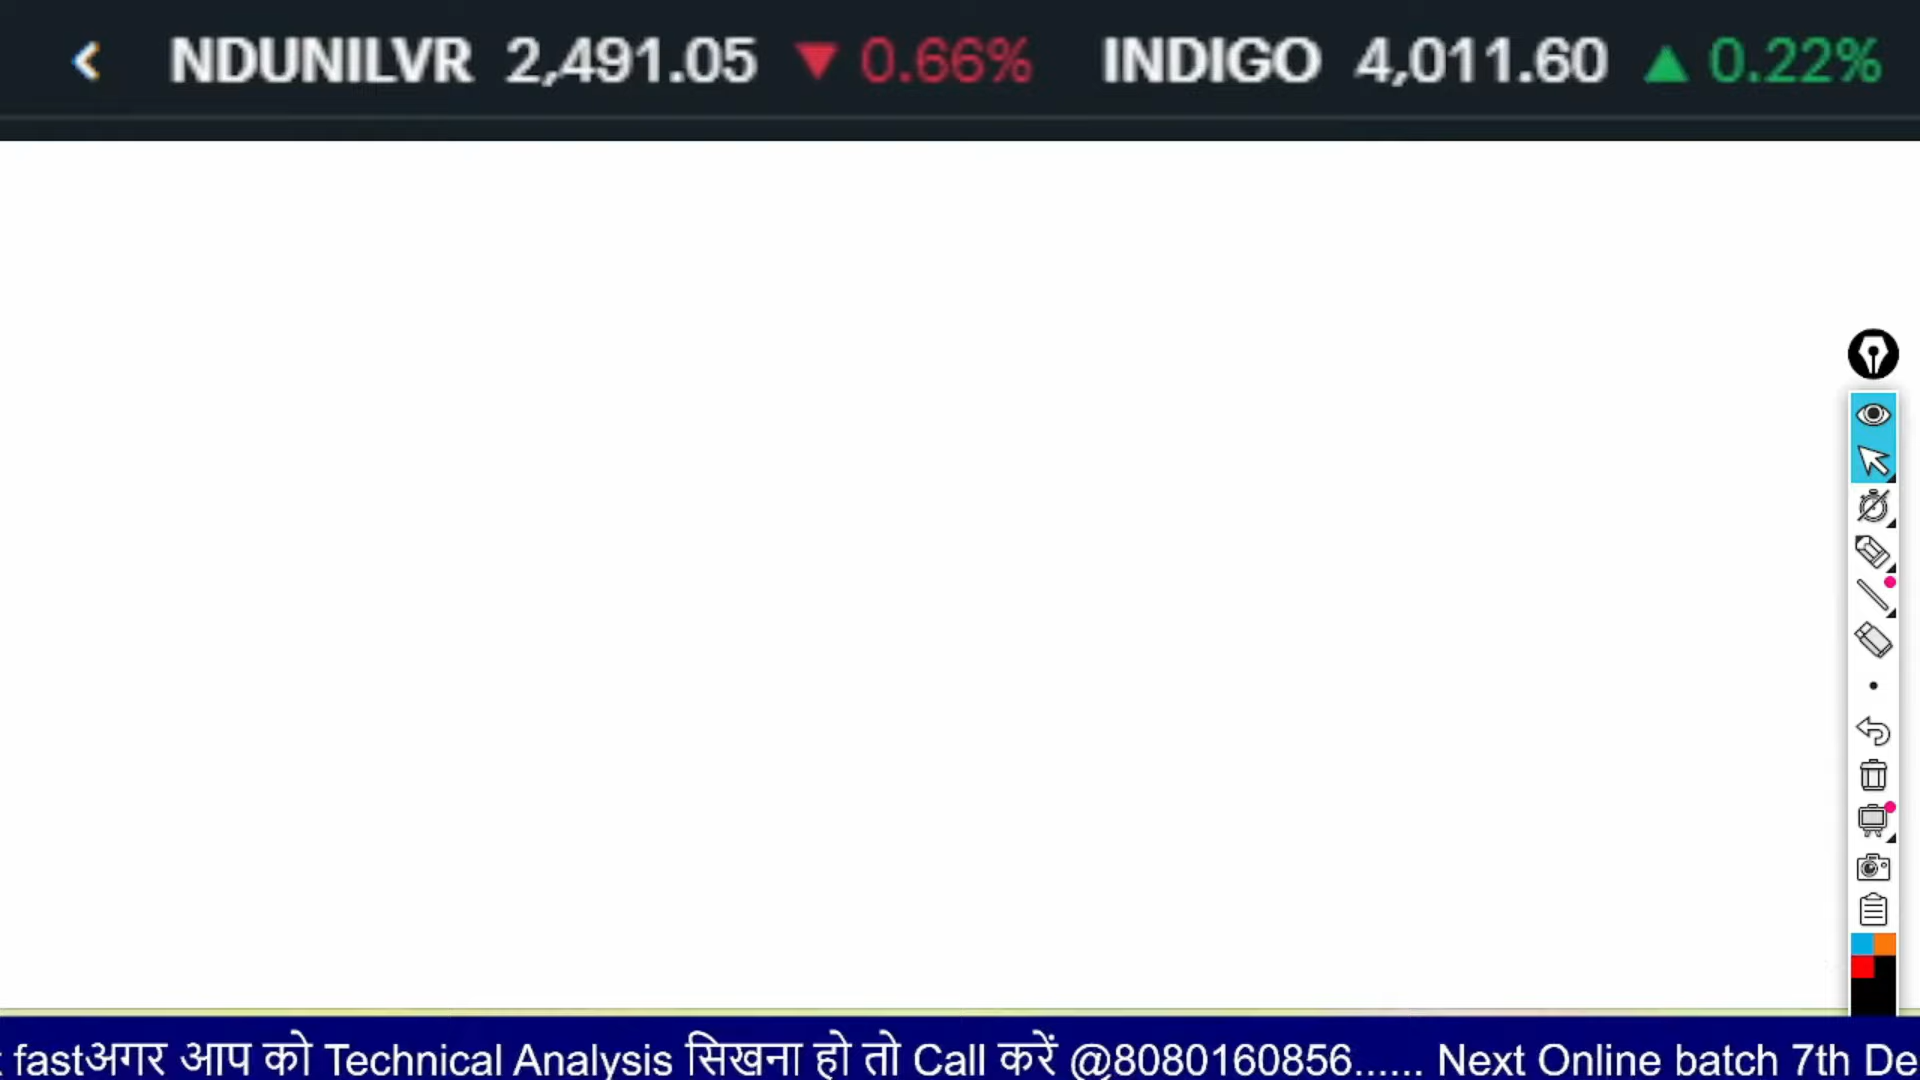 NDUNILVR 2,491.05 ▼ 0.66% INDIGO 4,011.60 ▲ 0.22%
fastअगर आप को Technical Analysis सिखना हो तो Call करें @8080160856...... Next Online batch 7th De